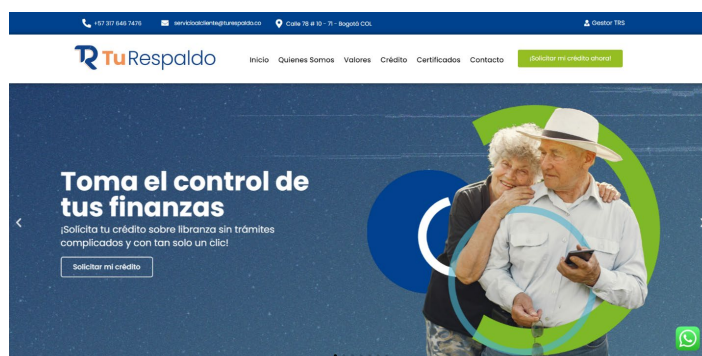 +57 317 646 7476
servicioalcliente@turespaldo.co
Calle 78 # 10 - 71 - Bogotá COL
Gestor TRS
TuRespaldo
Inicio Quienes Somos Valores Crédito Certificados Contacto
¡Solicitar mi crédito ahora!
Toma el control de
tus finanzas
¡Solicita tu crédito sobre libranza sin trámites
complicados y con tan solo un clic!
Solicitar mi crédito